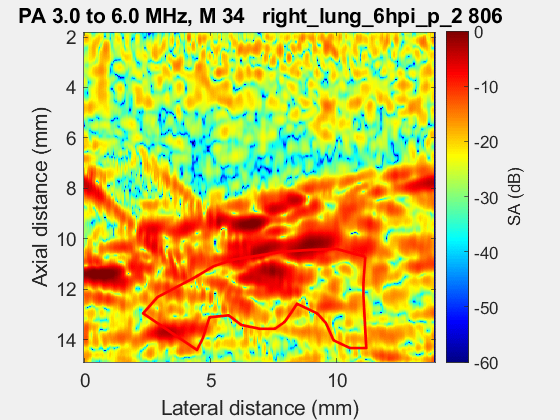 PA 3.0 to 6.0 MHz, M 34 right_lung_6hpi_p_2 806
2
4
6
8
10
12
14
Axial distance (mm)
0 5 10
Lateral distance (mm)
0
-10
-20
-30
-40
-50
-60
SA (dB)